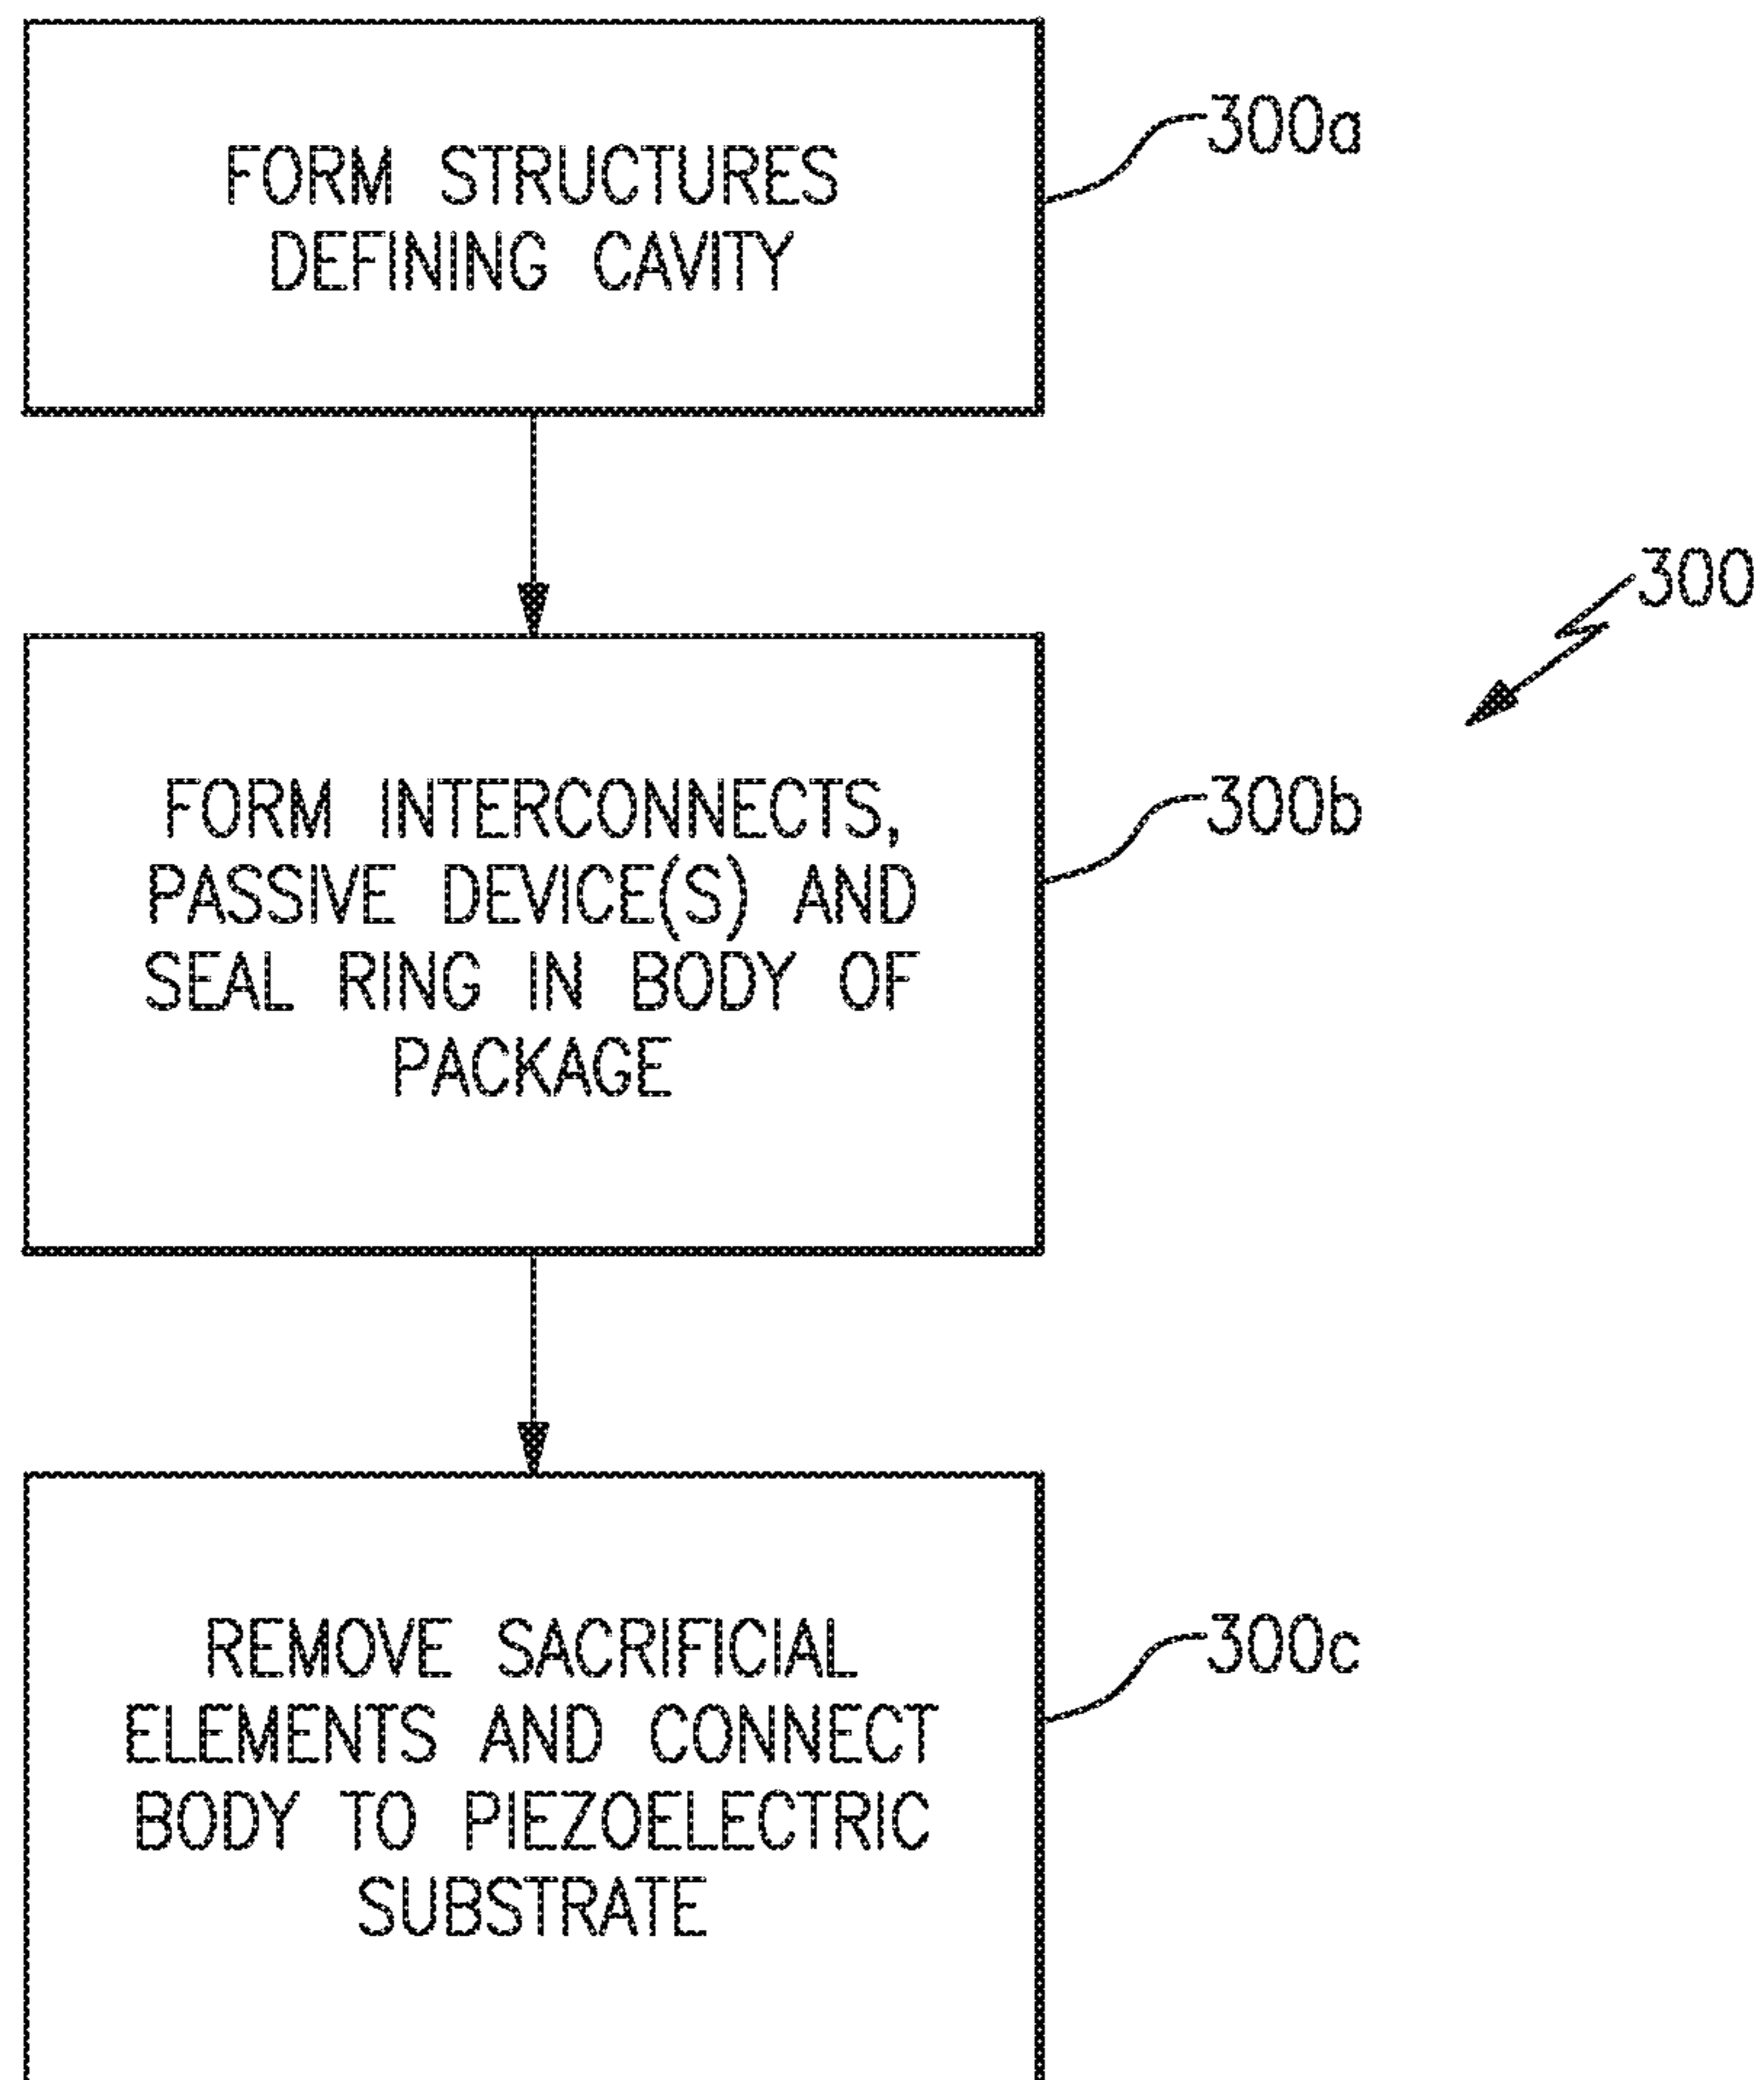 FORM STRUCTURES
DEFINING CAVITY
300a
300
FORM INTERCONNECTS,
PASSIVE DEVICE(S) AND
SEAL RING IN BODY OF
PACKAGE
300b
REMOVE SACRIFICIAL
ELEMENTS AND CONNECT
BODY TO PIEZOELECTRIC
SUBSTRATE
300c